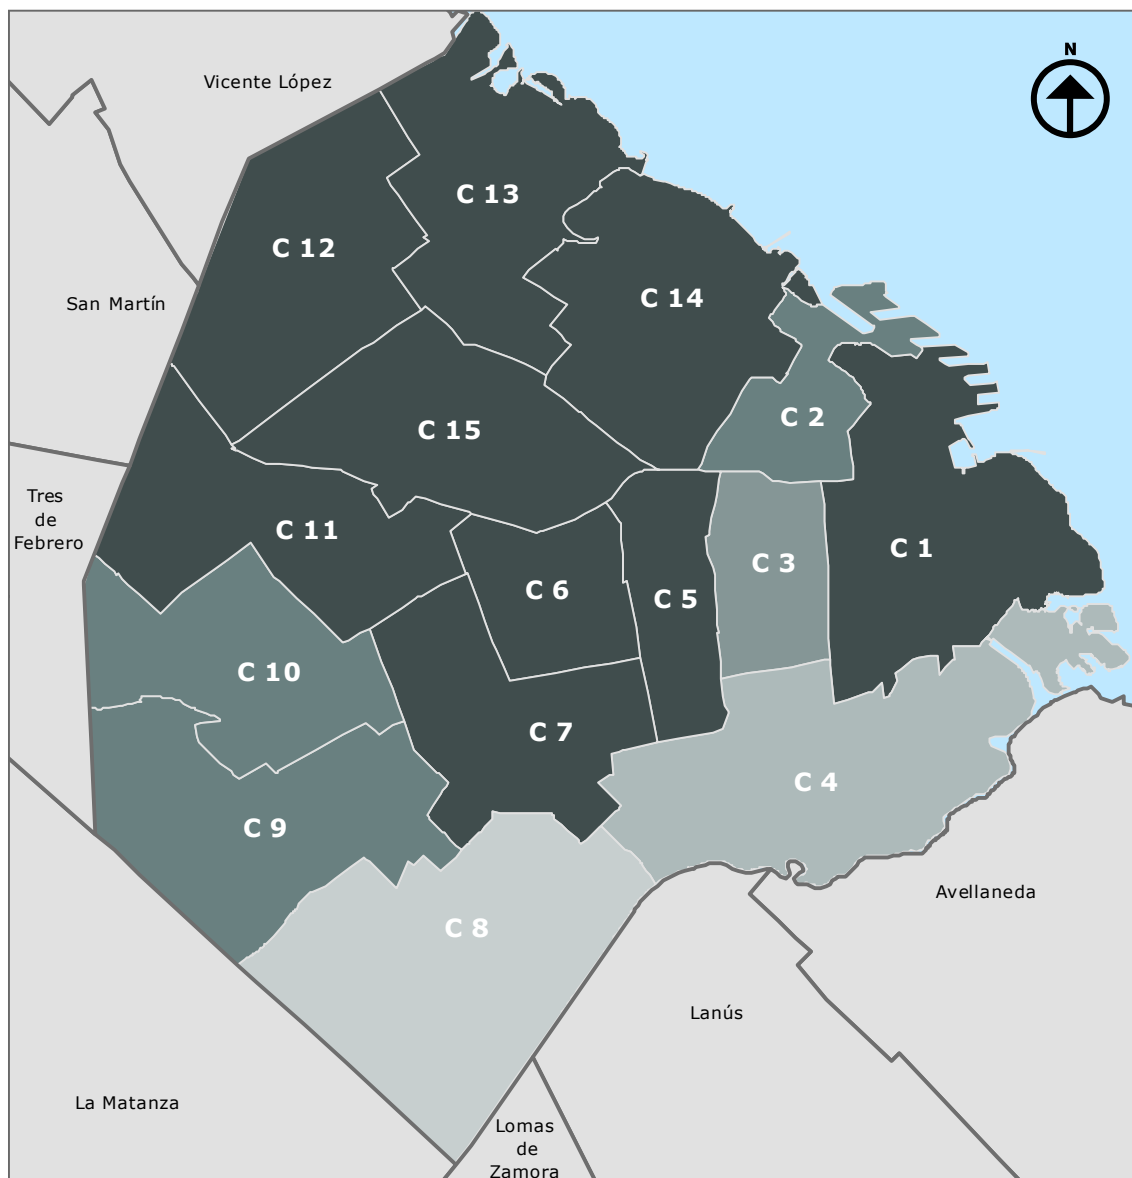 N
Vicente López
C 13
C 12
San Martín
C 14
C 2
C 15
Tres
de
Febrero
C 11
C 1
C 3
C 6
C 5
C 10
C 7
C 4
C 9
Avellaneda
C 8
Lanús
La Matanza
Lomas
de
Zamora